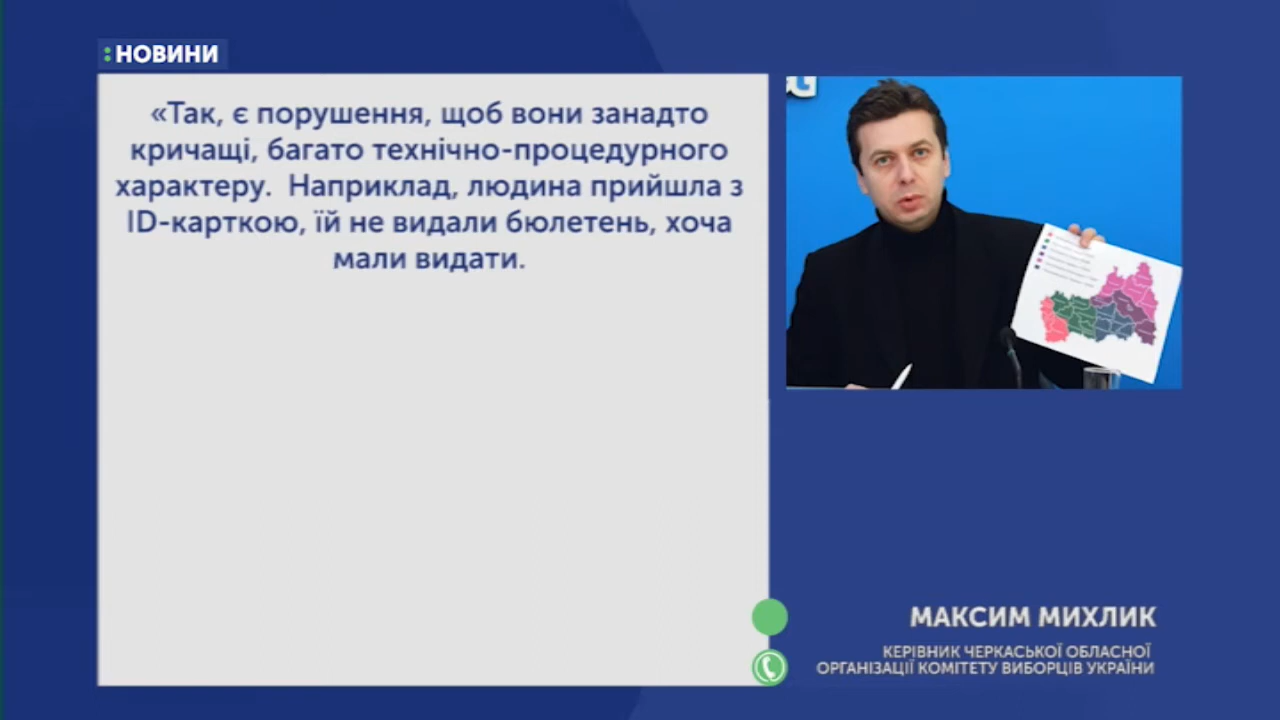 НОВИНИ
«Так, є порушення, щоб вони занадто
кричащі, багато технічно-процедурного
характеру. Наприклад, людина прийшла з
ID-карткою, їй не видали бюлетень, хоча
мали видати.
МАКСИМ МИХЛИК
КЕРІВНИК ЧЕРКАСЬКОЇ ОБЛАСНОЇ
ОРГАНІЗАЦІЇ КОМІТЕТУ ВИБОРЦІВ УКРАЇНИ